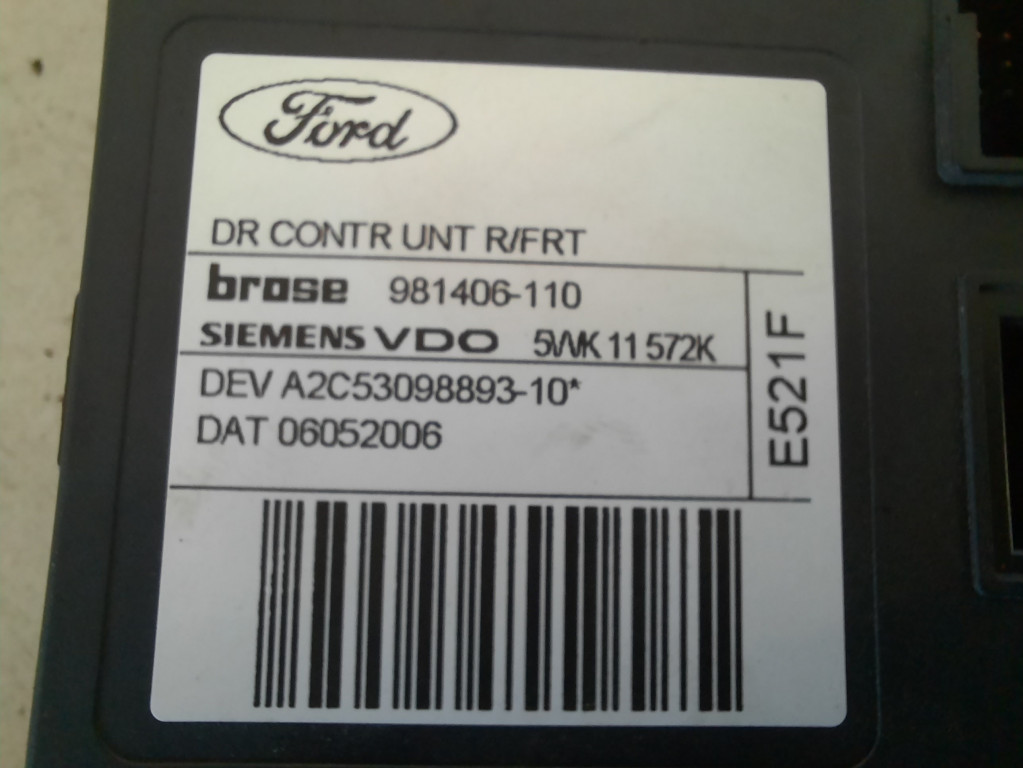 Ford
DR CONTR UNT R/FRT
brose 981406-110
SIEMENS VDO 5WK 11 572K
DEV A2C53098893-10*
DAT 06052006
E521F